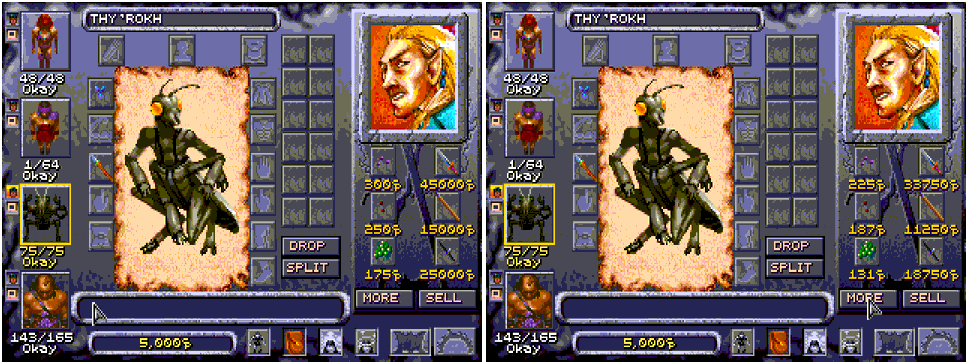 THY 'ROKH
48/48
Okay
1/64
Okay
75/75
Okay
143/165
Okay
300$ 45000$
250$ 15000$
175$ 25000$
DROP
SPLIT
MORE SELL
5,000$
THY 'ROKH
48/48
Okay
1/64
Okay
75/75
Okay
143/165
Okay
225$ 33750$
187$ 11250$
131$ 18750$
DROP
SPLIT
MORE SELL
5,000$